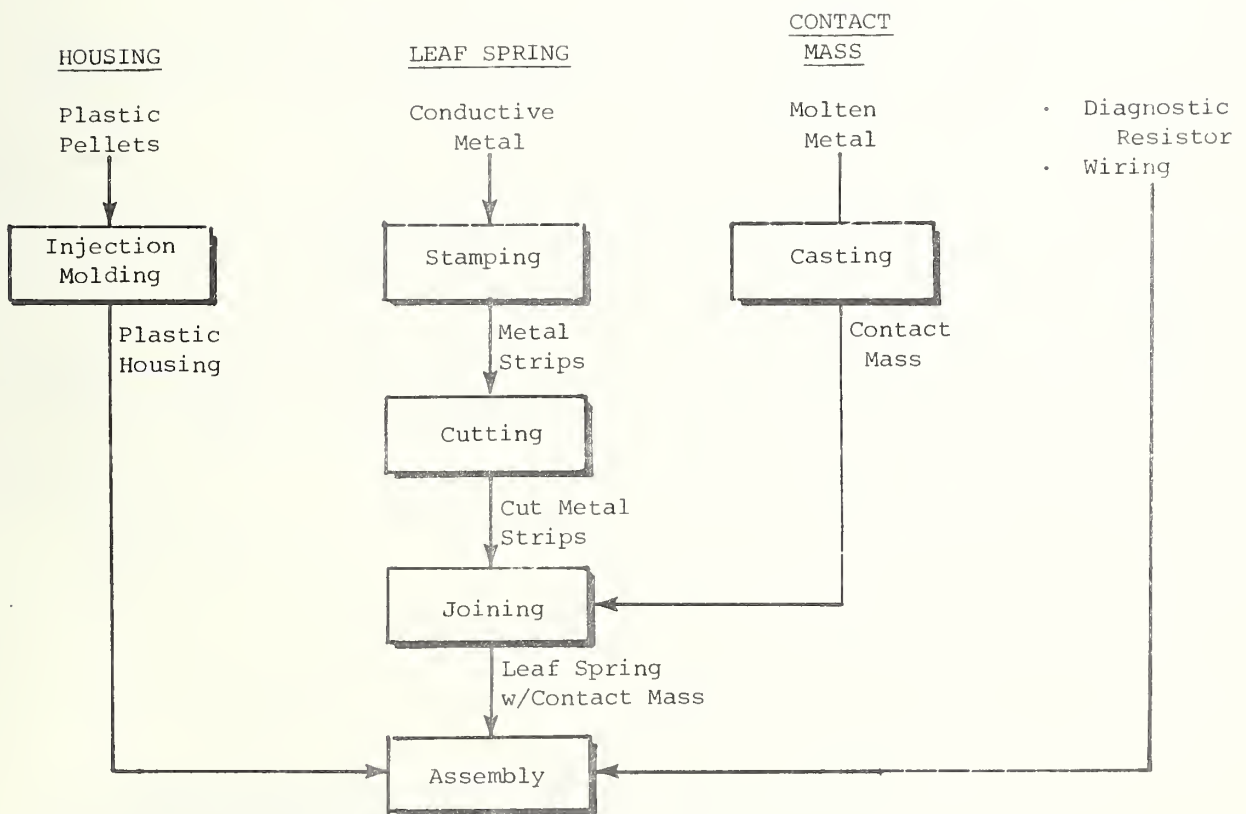 HOUSING
Plastic
Pellets
Injection
Molding
Plastic
Housing
LEAF SPRING
Conductive
Metal
Stamping
Metal
Strips
Cutting
Cut Metal
Strips
Joining
Leaf Spring
w/Contact Mass
Assembly
CONTACT
MASS
Molten
Metal
Casting
Contact
Mass
· Diagnostic
Resistor
· Wiring